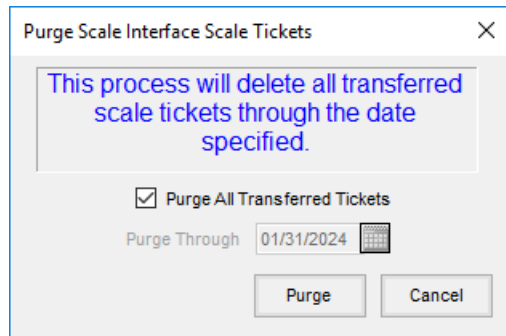 Purge Scale Interface Scale Tickets
This process will delete all transferred
scale tickets through the date
specified.
Purge All Transferred Tickets
Purge Through 01/31/2024
Purge Cancel